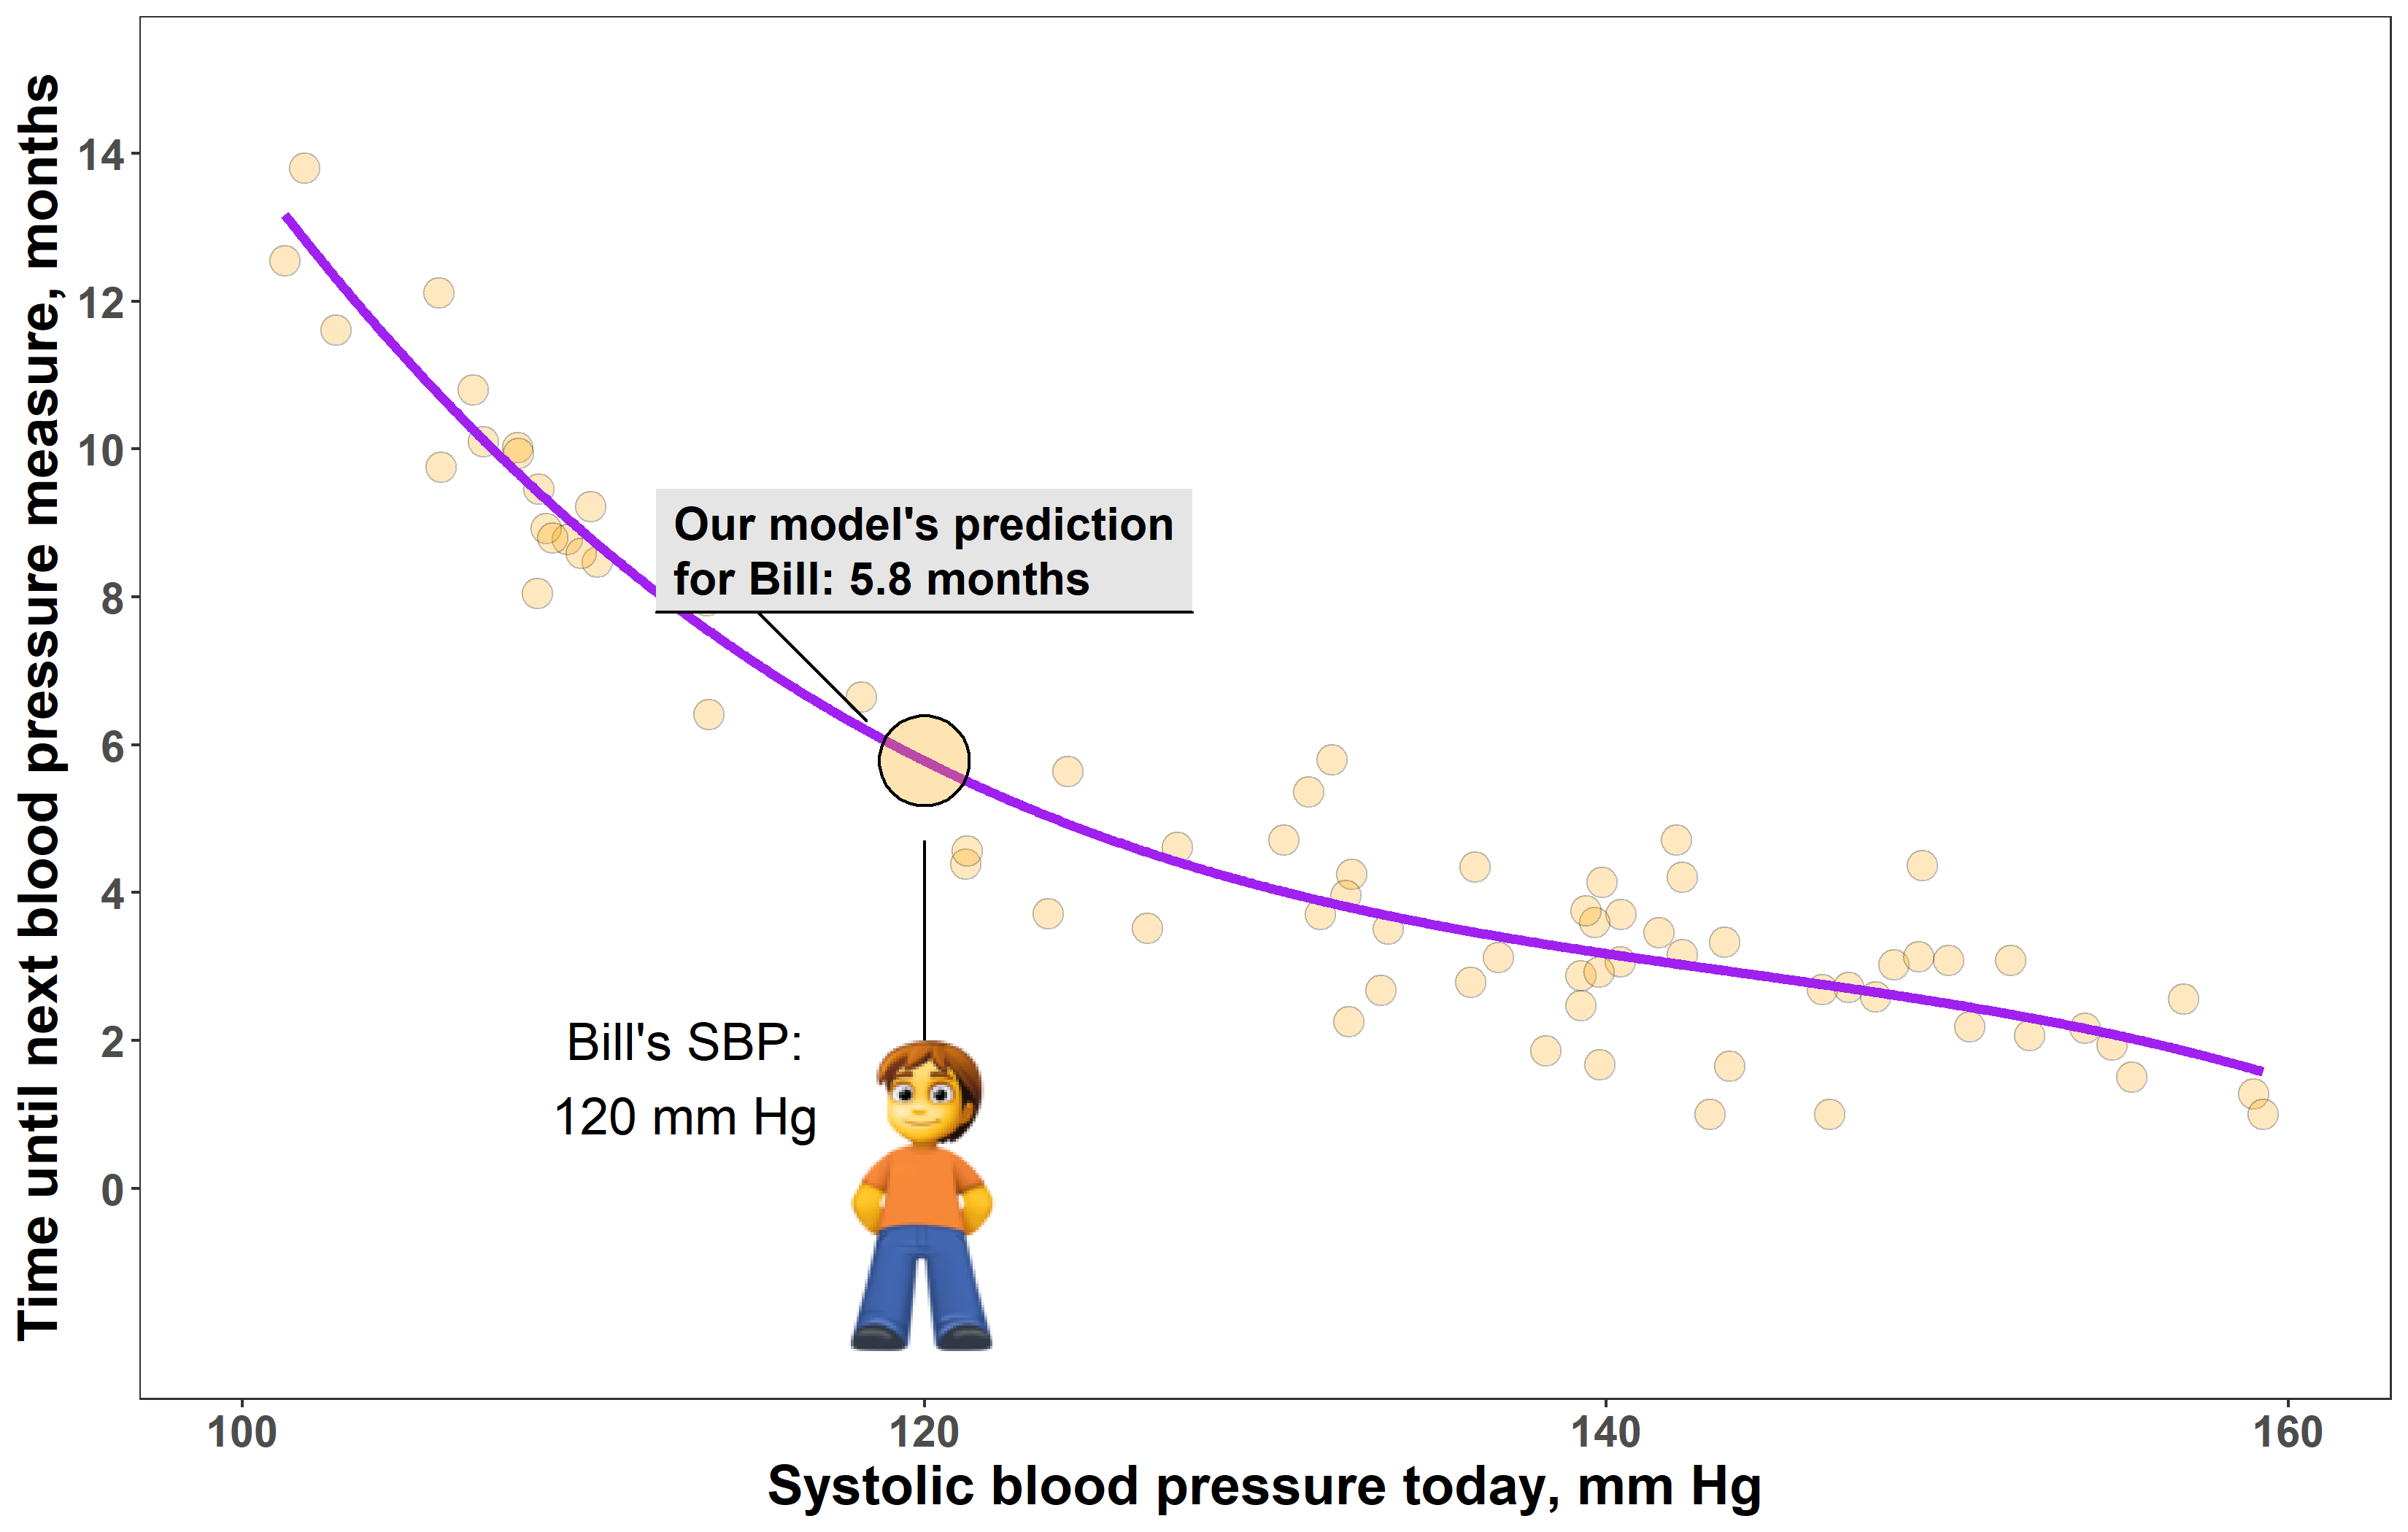 Time until next blood pressure measure, months
14
12
10
8
6
4
2
0
Our model's prediction
for Bill: 5.8 months
Bill's SBP:
120 mm Hg
100
120
140
160
Systolic blood pressure today, mm Hg